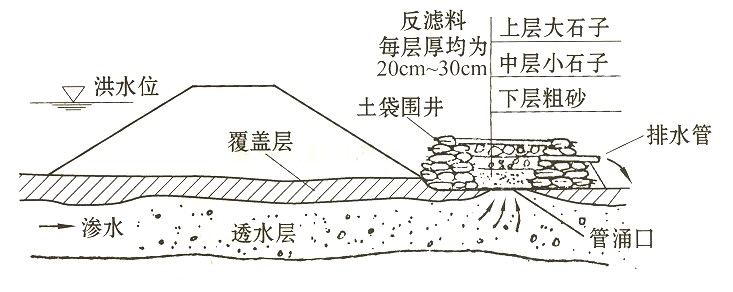 反滤料
每层厚均为
20cm~30cm
上层大石子
中层小石子
下层粗砂
洪水位
土袋围井
排水管
覆盖层
渗水
透水层
管涌口